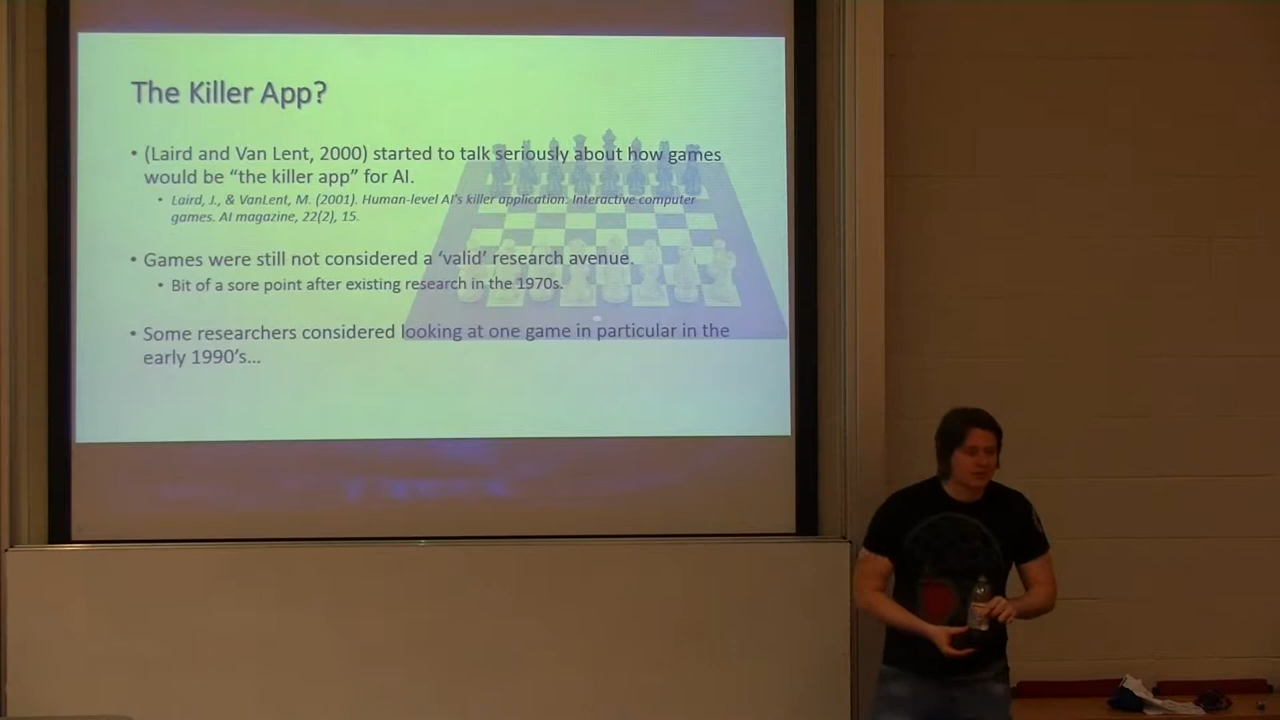 The Killer App?
• (Laird and Van Lent, 2000) started to talk seriously about how games
would be “the killer app” for AI.
• Laird, J., & VanLent, M. (2001). Human-level AI's killer application: Interactive computer
games. AI magazine, 22(2), 15.
• Games were still not considered a ‘valid’ research avenue.
• Bit of a sore point after existing research in the 1970s.
• Some researchers considered looking at one game in particular in the
early 1990’s…